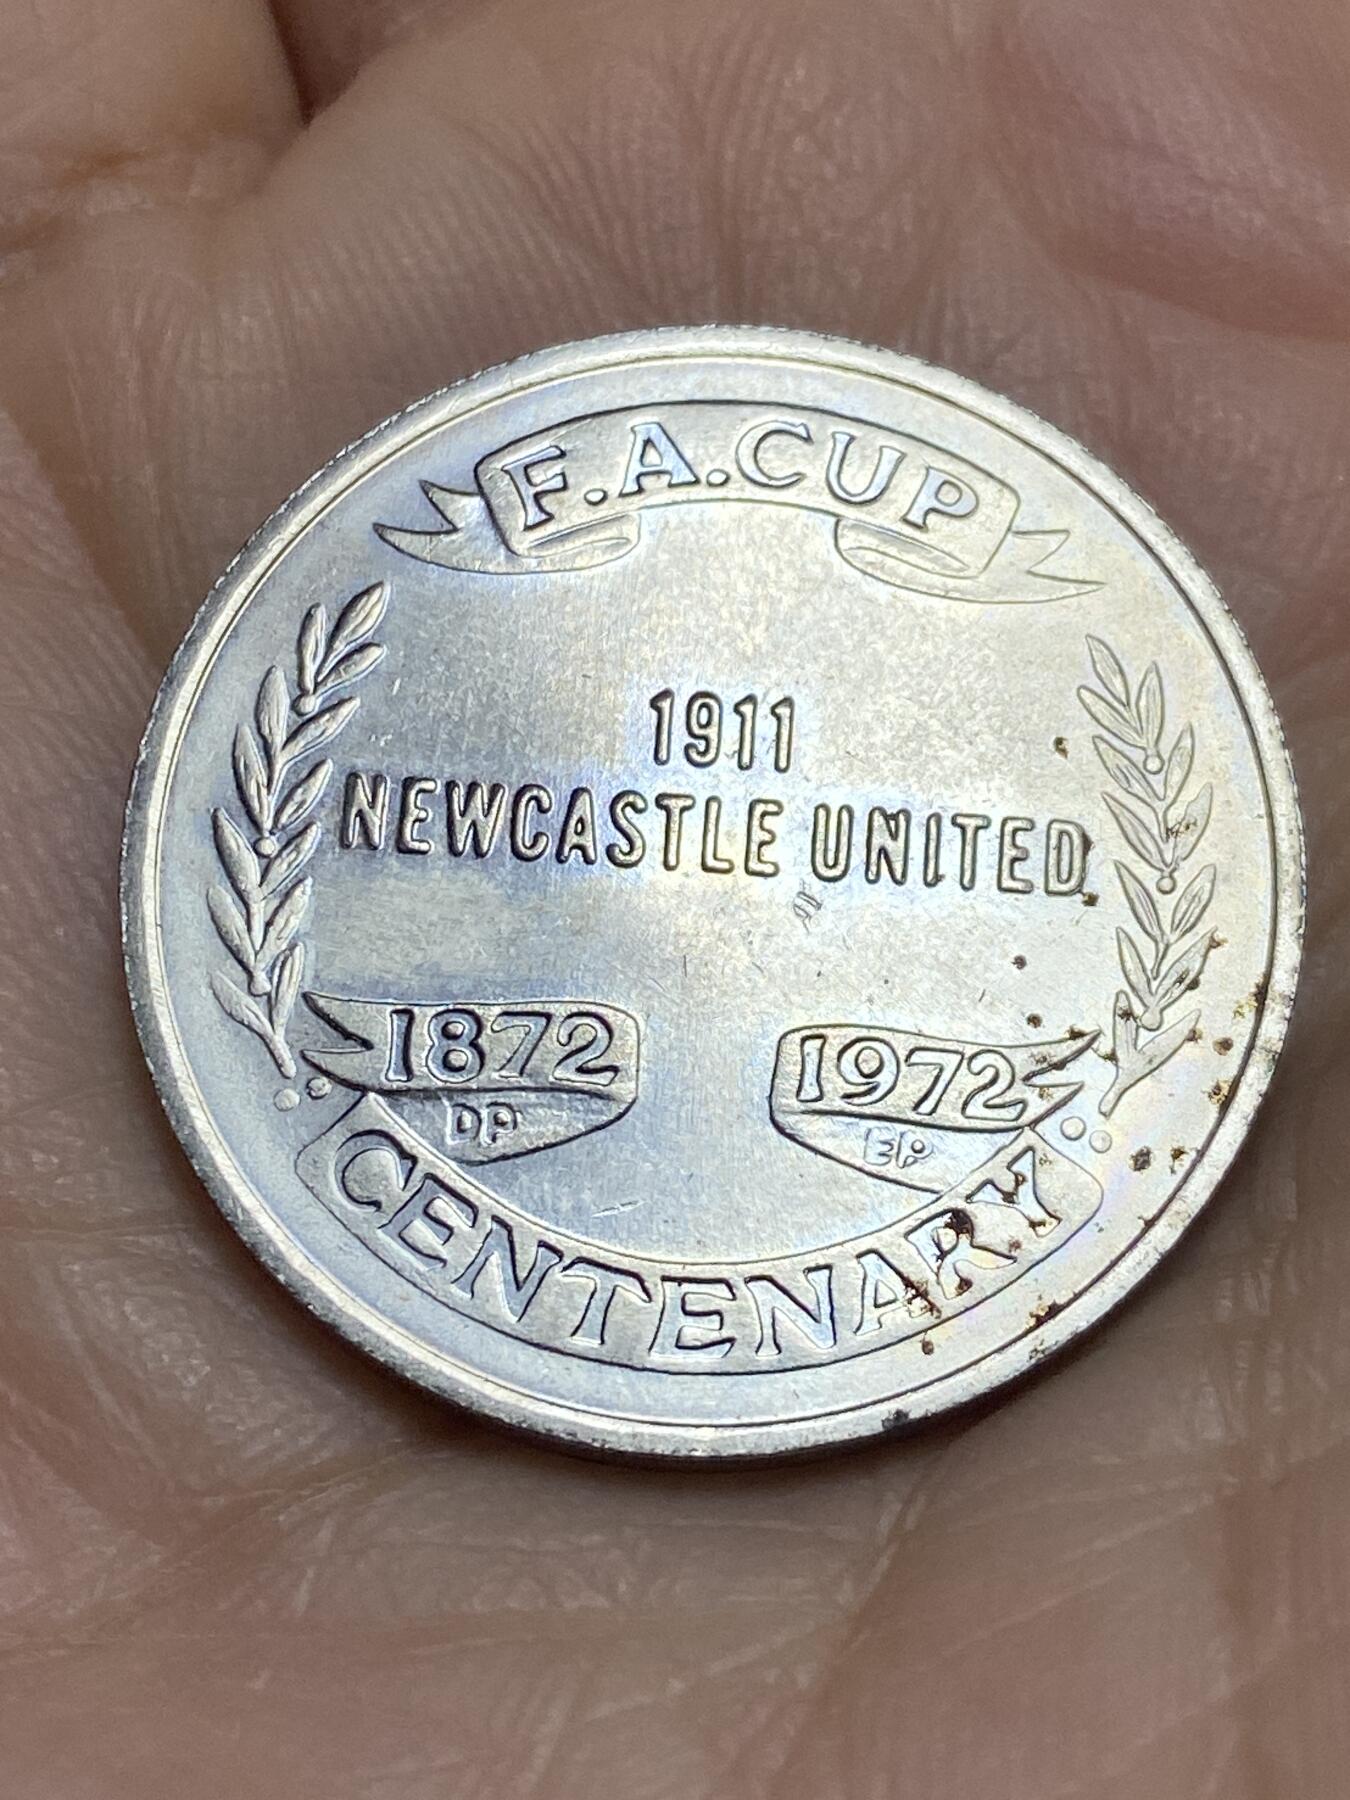 F.A.CUP
1911
NEWCASTLE UNITED
1872
DP
1972
EP
CENTENARY